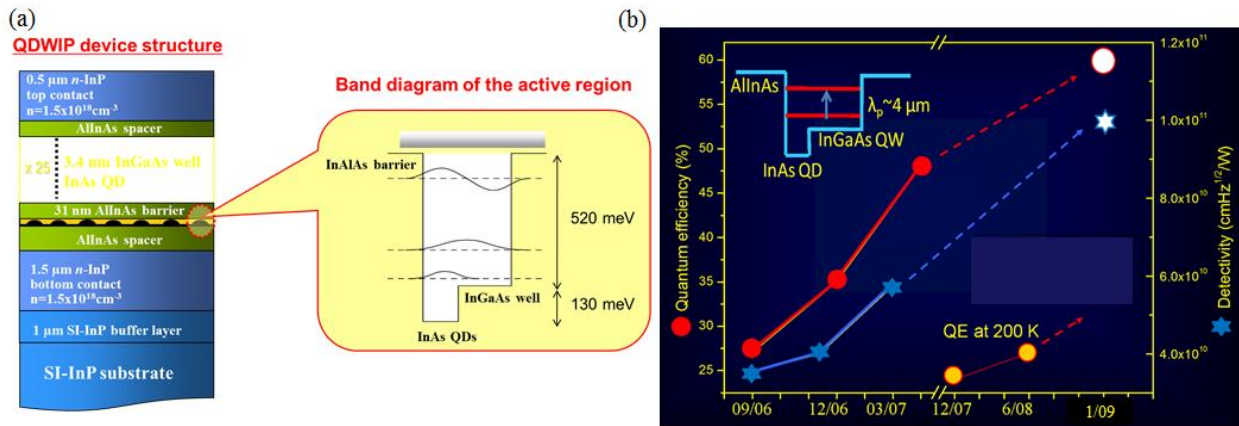 (a)
QDWIP device structure
0.5 µm n-InP
top contact
n=1.5x10¹⁸cm⁻³
AlInAs spacer
x 25
3.4 nm InGaAs well
InAs QD
31 nm AlInAs barrier
AlInAs spacer
1.5 µm n-InP
bottom contact
n=1.5x10¹⁸cm⁻³
1 µm SI-InP buffer layer
SI-InP substrate
Band diagram of the active region
InAlAs barrier
520 meV
InGaAs well
130 meV
InAs QDs
(b)
Quantum efficiency (%)
60
55
50
45
40
35
30
25
AlInAs
λp~4 µm
InGaAs QW
InAs QD
QE at 200 K
1.2x10¹¹
1.0x10¹¹
8.0x10¹⁰
6.0x10¹⁰
4.0x10¹⁰
Detectivity (cmHz¹/²/W)
09/06
12/06
03/07
12/07
6/08
1/09